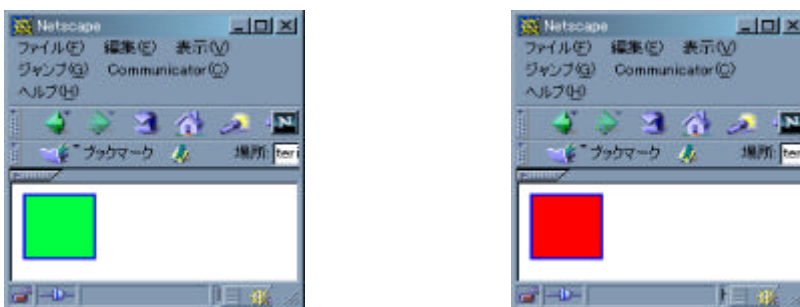 Netscape
ファイル(F) 編集(E) 表示(V)
ジャンプ(G) Communicator(C)
ヘルプ(H)
N
ブックマーク 場所: ter
Netscape
ファイル(F) 編集(E) 表示(V)
ジャンプ(G) Communicator(C)
ヘルプ(H)
N
ブックマーク 場所: ter